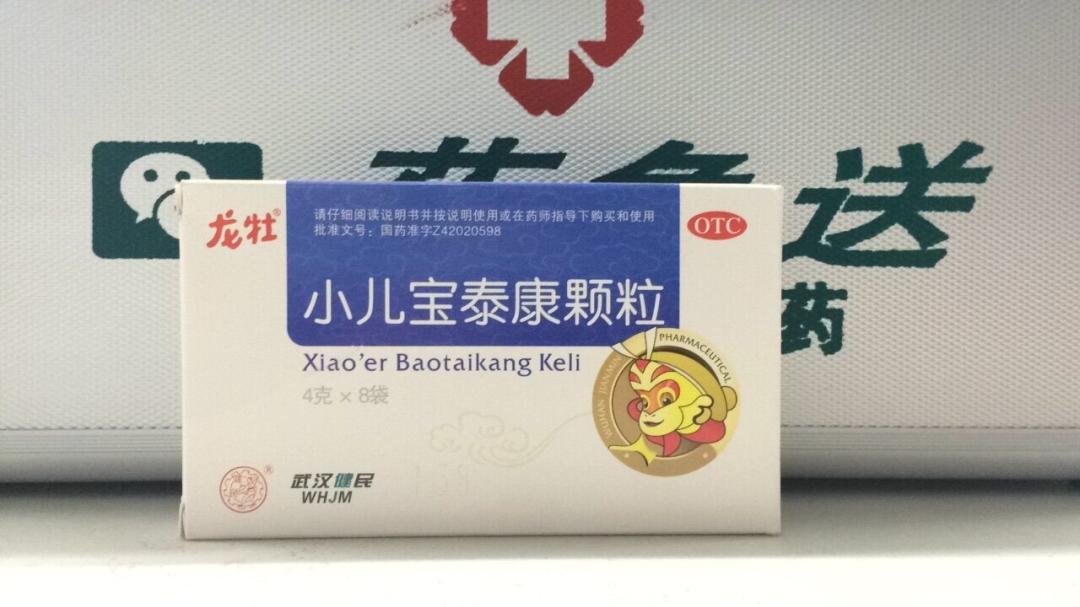 急送
药
龙牡®
请仔细阅读说明书并按说明使用或在药师指导下购买和使用
批准文号：国药准字Z42020598
OTC
小儿宝泰康颗粒
Xiao'er Baotaikang Keli
4克 × 8袋
WUHAN JIANMIN PHARMACEUTICAL
®
武汉健民
WHJM